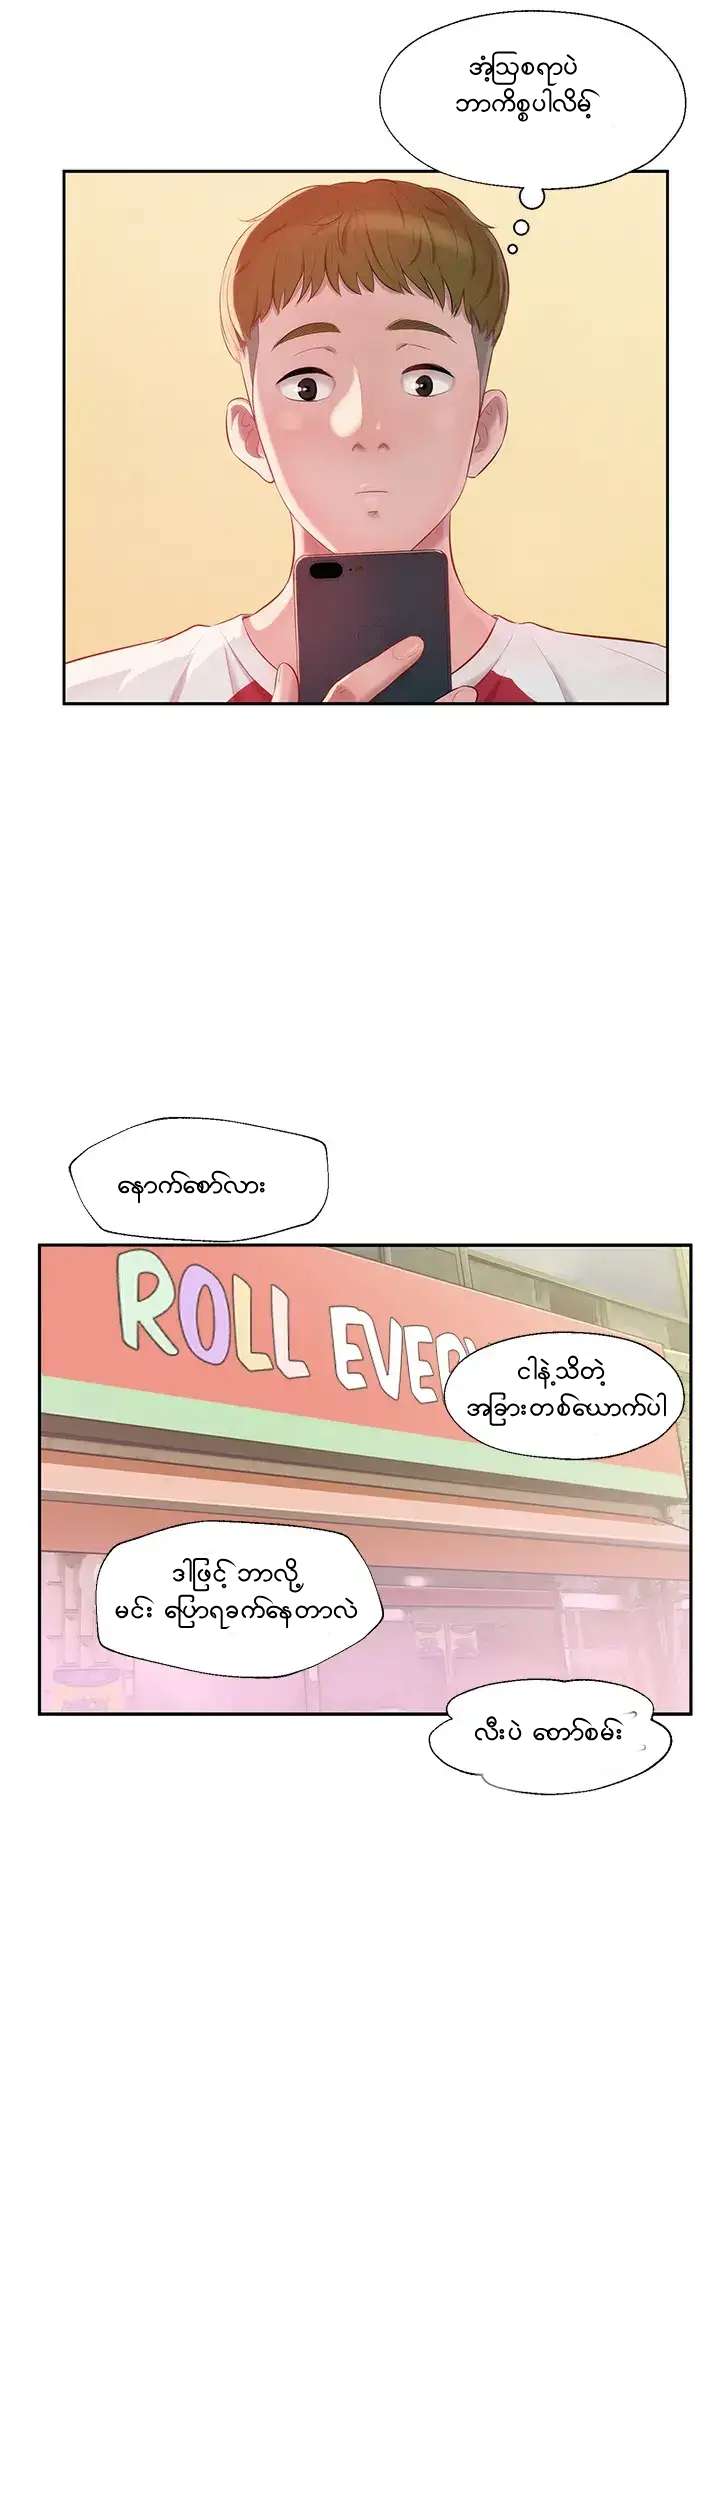 အံ့ဩစရာပဲ
ဘာကိစ္စပါလိမ့်
နောက်စော်လား
ROLL EVERY
ငါနဲ့သိတဲ့
အခြားတစ်ယောက်ပါ
ဒါဖြင့် ဘာလို့
မင်း ပြောရခက်နေတာလဲ
လီးပဲ တော်စမ်း